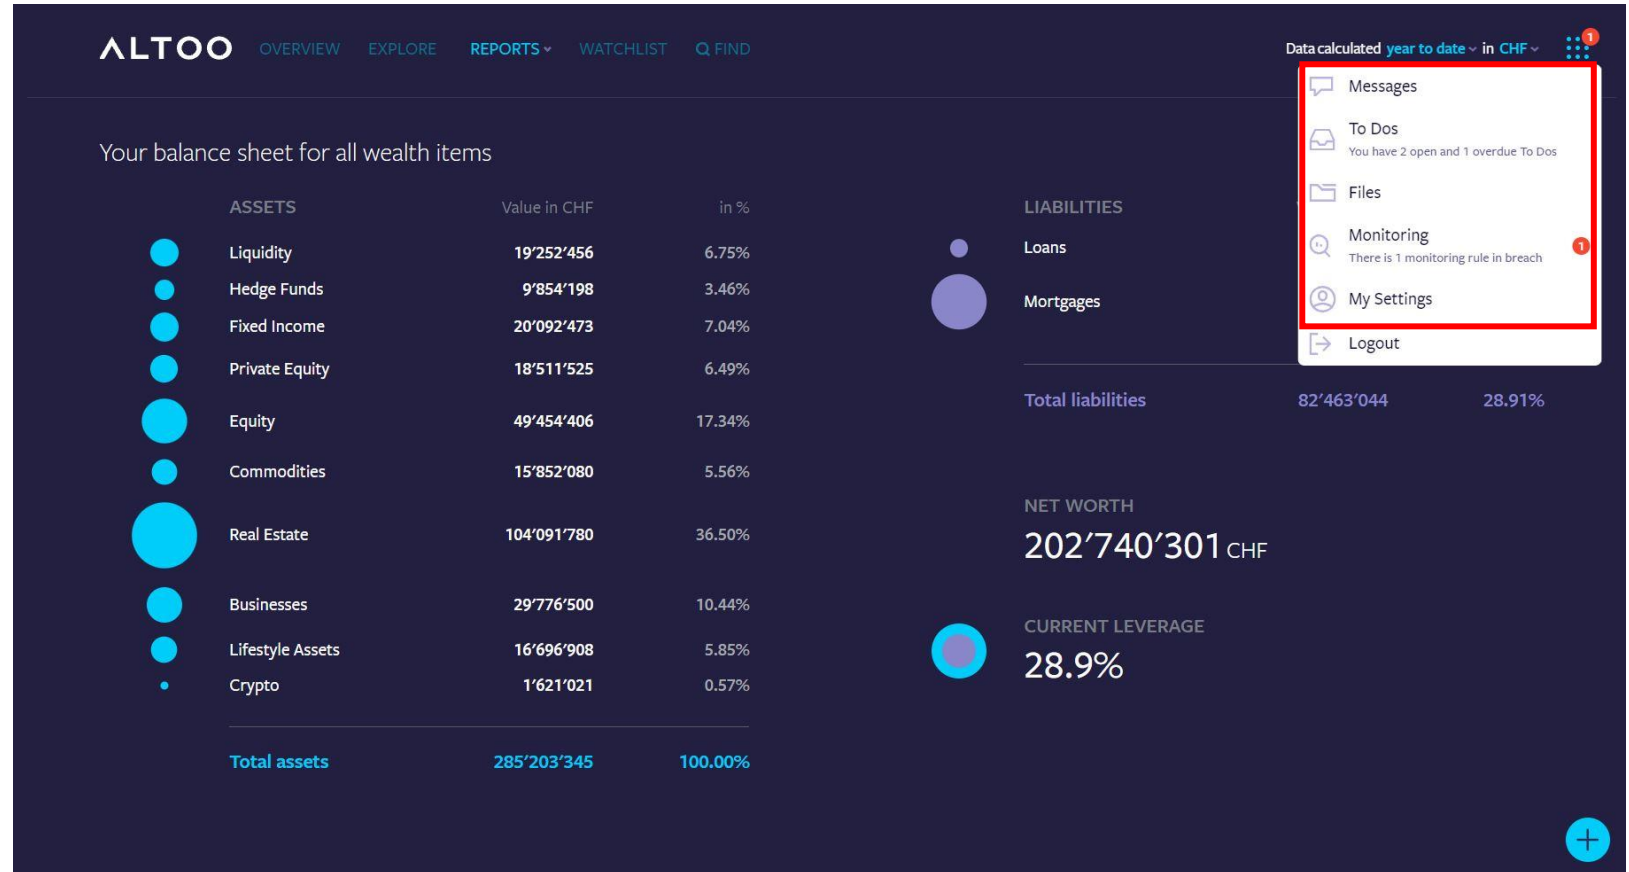 ALTOO OVERVIEW EXPLORE REPORTS WATCHLIST FIND Data calculated year to date in CHF 1
Messages
To Dos
You have 2 open and 1 overdue To Dos
Files
Monitoring 1
There is 1 monitoring rule in breach
My Settings
Logout
Your balance sheet for all wealth items
ASSETS Value in CHF in %
Liquidity 19’252’456 6.75%
Hedge Funds 9’854’198 3.46%
Fixed Income 20’092’473 7.04%
Private Equity 18’511’525 6.49%
Equity 49’454’406 17.34%
Commodities 15’852’080 5.56%
Real Estate 104’091’780 36.50%
Businesses 29’776’500 10.44%
Lifestyle Assets 16’696’908 5.85%
Crypto 1’621’021 0.57%
Total assets 285’203’345 100.00%
LIABILITIES
Loans
Mortgages
Total liabilities 82’463’044 28.91%
NET WORTH
202’740’301 CHF
CURRENT LEVERAGE
28.9%